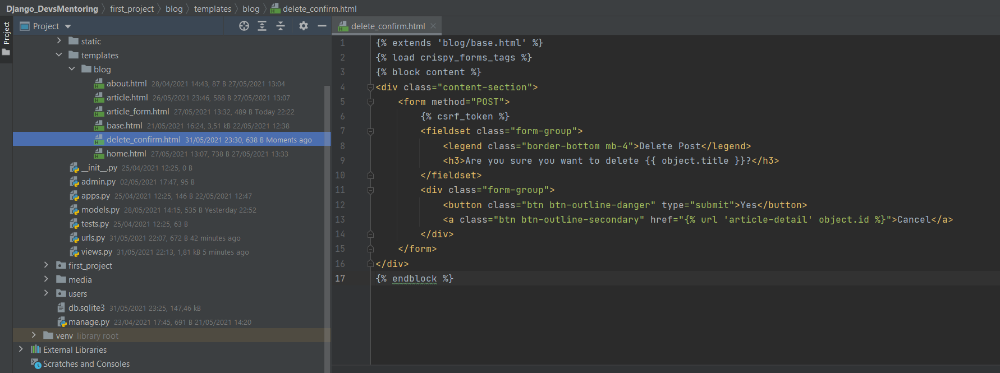 Django_DevsMentoring › first_project › blog › templates › blog › delete_confirm.html
Project
Project
static
templates
blog
about.html 28/04/2021 14:43, 87 B 27/05/2021 13:04
article.html 26/05/2021 23:46, 588 B 27/05/2021 13:07
article_form.html 27/05/2021 13:32, 489 B Today 22:22
base.html 21/05/2021 16:24, 3,51 kB 22/05/2021 12:38
delete_confirm.html 31/05/2021 23:30, 638 B Moments ago
home.html 27/05/2021 13:07, 738 B 27/05/2021 13:33
__init__.py 25/04/2021 12:25, 0 B
admin.py 02/05/2021 17:47, 95 B
apps.py 25/04/2021 12:25, 146 B 22/05/2021 12:47
models.py 28/05/2021 14:15, 535 B Yesterday 22:52
tests.py 25/04/2021 12:25, 63 B
urls.py 31/05/2021 22:07, 672 B 42 minutes ago
views.py 31/05/2021 22:13, 1,81 kB 5 minutes ago
first_project
media
users
db.sqlite3 31/05/2021 23:25, 147,46 kB
manage.py 23/04/2021 17:45, 691 B 21/05/2021 14:20
venv library root
External Libraries
Scratches and Consoles
delete_confirm.html
1 {% extends 'blog/base.html' %}
2 {% load crispy_forms_tags %}
3 {% block content %}
4 <div class="content-section">
5     <form method="POST">
6         {% csrf_token %}
7         <fieldset class="form-group">
8             <legend class="border-bottom mb-4">Delete Post</legend>
9             <h3>Are you sure you want to delete {{ object.title }}?</h3>
10         </fieldset>
11         <div class="form-group">
12             <button class="btn btn-outline-danger" type="submit">Yes</button>
13             <a class="btn btn-outline-secondary" href="{% url 'article-detail' object.id %}">Cancel</a>
14         </div>
15     </form>
16 </div>
17 {% endblock %}